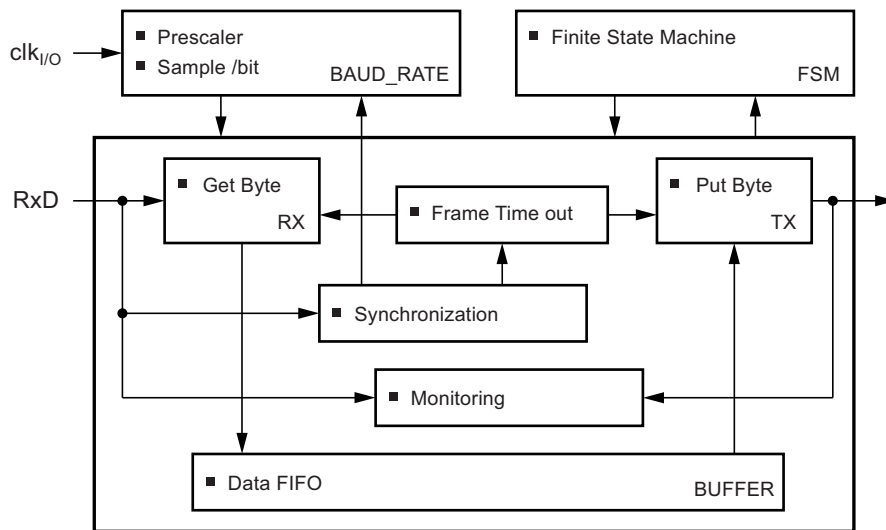 Prescaler
Sample /bit
BAUD_RATE
Finite State Machine
FSM
clkI/O
RxD
Get Byte
RX
Frame Time out
Put Byte
TX
Synchronization
Monitoring
Data FIFO
BUFFER